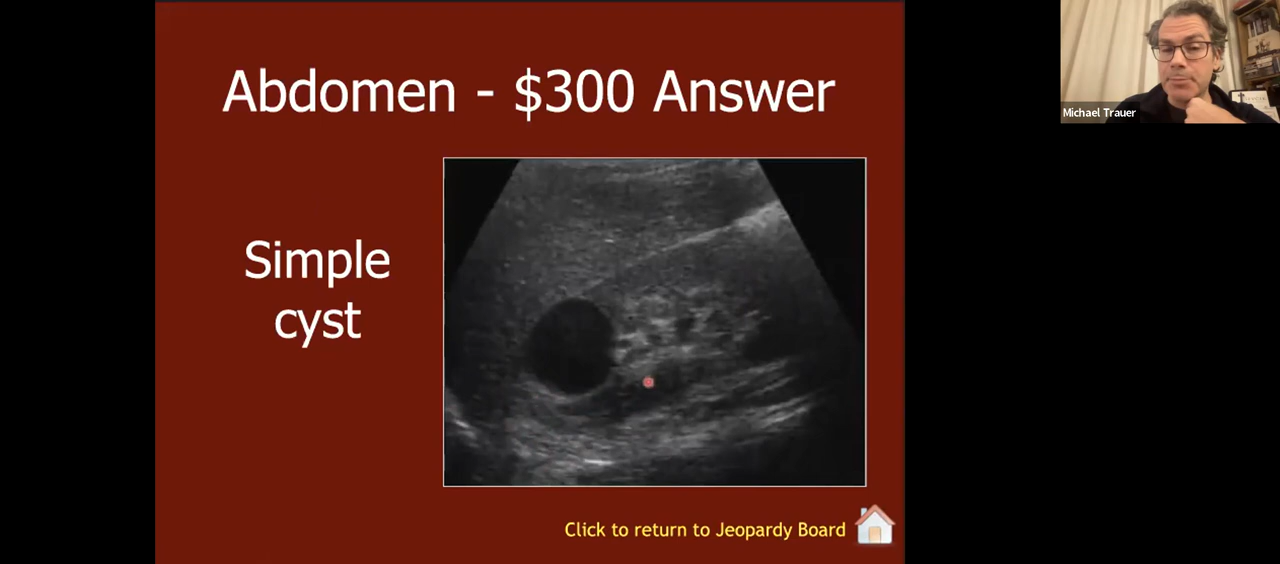 Abdomen - $300 Answer
Michael Trauer
Simple
cyst
Click to return to Jeopardy Board